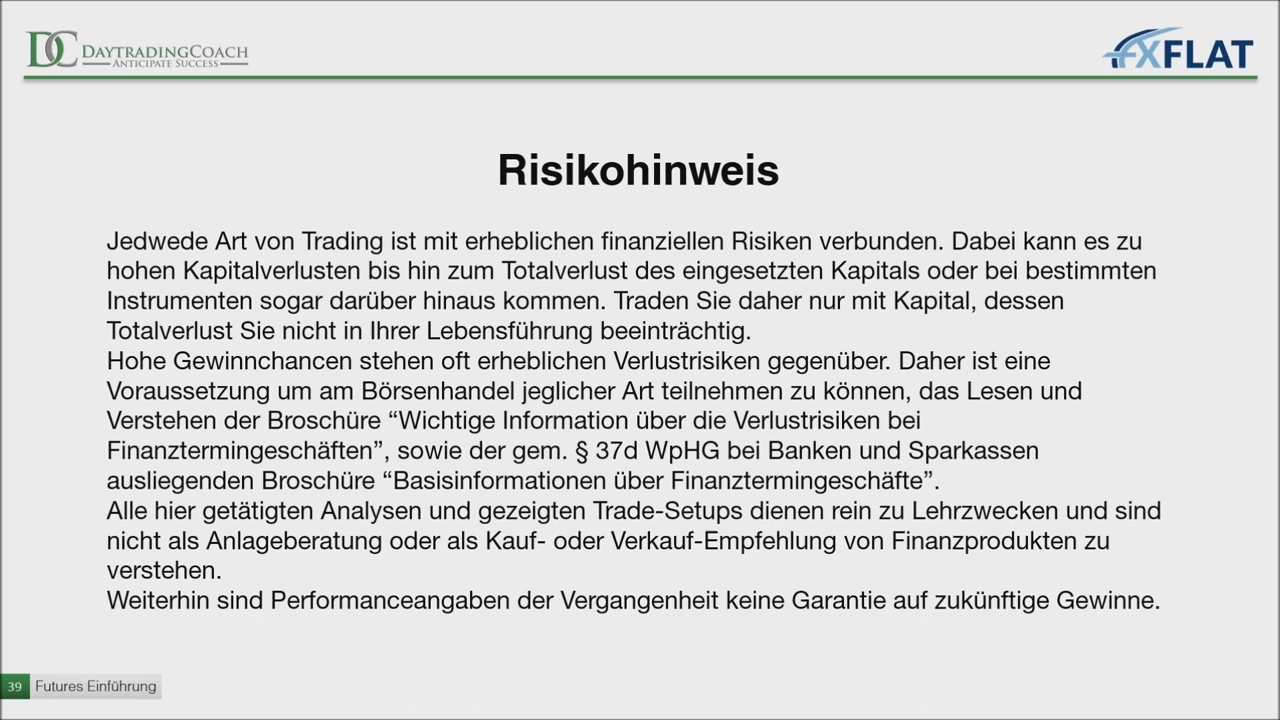 DC DAYTRADINGCOACH
ANTICIPATE SUCCESS
FXFLAT
Risikohinweis
Jedwede Art von Trading ist mit erheblichen finanziellen Risiken verbunden. Dabei kann es zu
hohen Kapitalverlusten bis hin zum Totalverlust des eingesetzten Kapitals oder bei bestimmten
Instrumenten sogar darüber hinaus kommen. Traden Sie daher nur mit Kapital, dessen
Totalverlust Sie nicht in Ihrer Lebensführung beeinträchtig.
Hohe Gewinnchancen stehen oft erheblichen Verlustrisiken gegenüber. Daher ist eine
Voraussetzung um am Börsenhandel jeglicher Art teilnehmen zu können, das Lesen und
Verstehen der Broschüre “Wichtige Information über die Verlustrisiken bei
Finanztermingeschäften”, sowie der gem. § 37d WpHG bei Banken und Sparkassen
ausliegenden Broschüre “Basisinformationen über Finanztermingeschäfte”.
Alle hier getätigten Analysen und gezeigten Trade-Setups dienen rein zu Lehrzwecken und sind
nicht als Anlageberatung oder als Kauf- oder Verkauf-Empfehlung von Finanzprodukten zu
verstehen.
Weiterhin sind Performanceangaben der Vergangenheit keine Garantie auf zukünftige Gewinne.
39 Futures Einführung